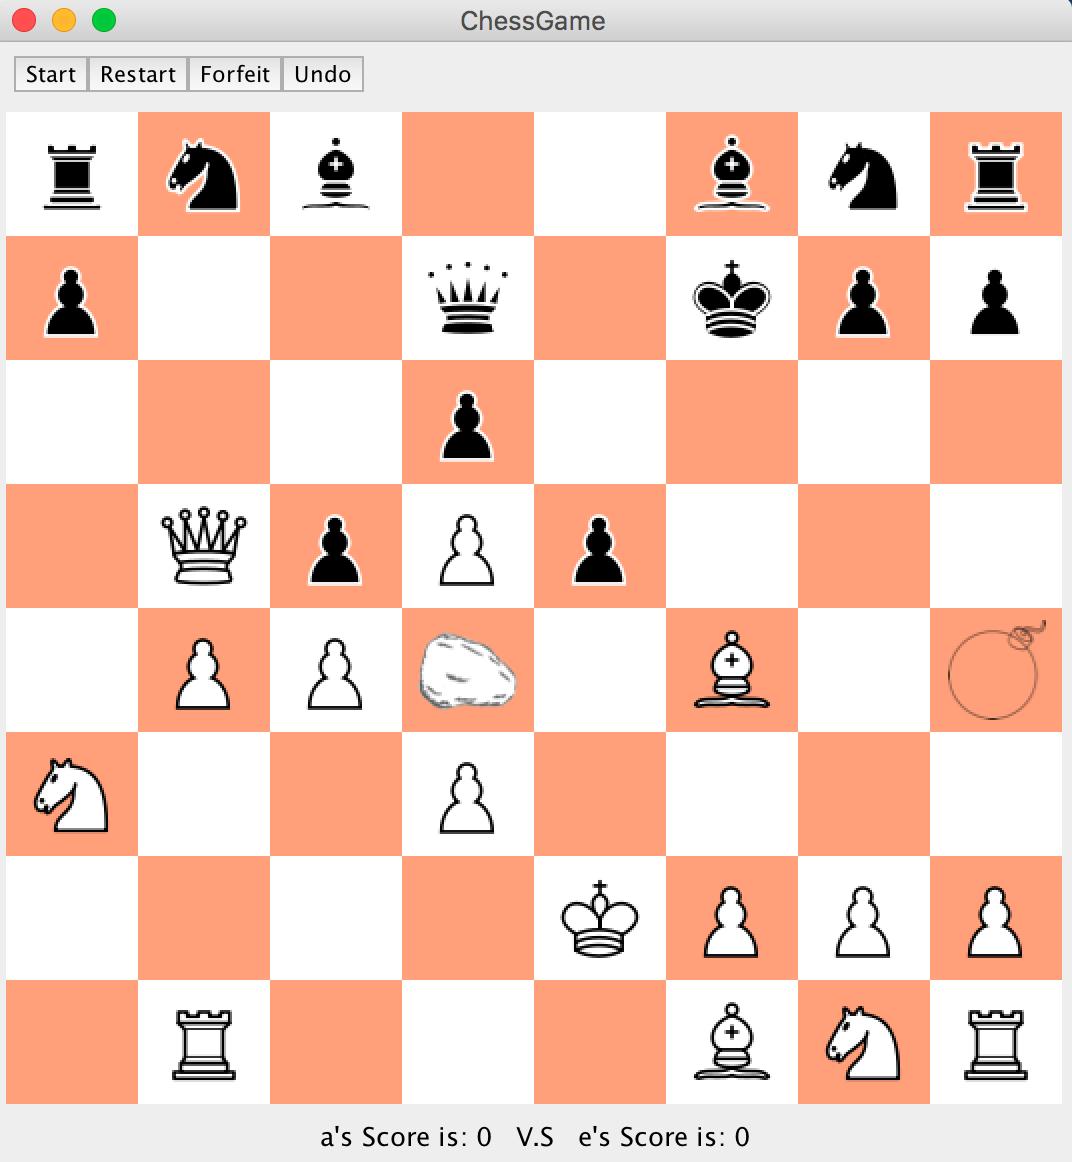 ChessGame
Start Restart Forfeit Undo
a's Score is: 0 V.S e's Score is: 0